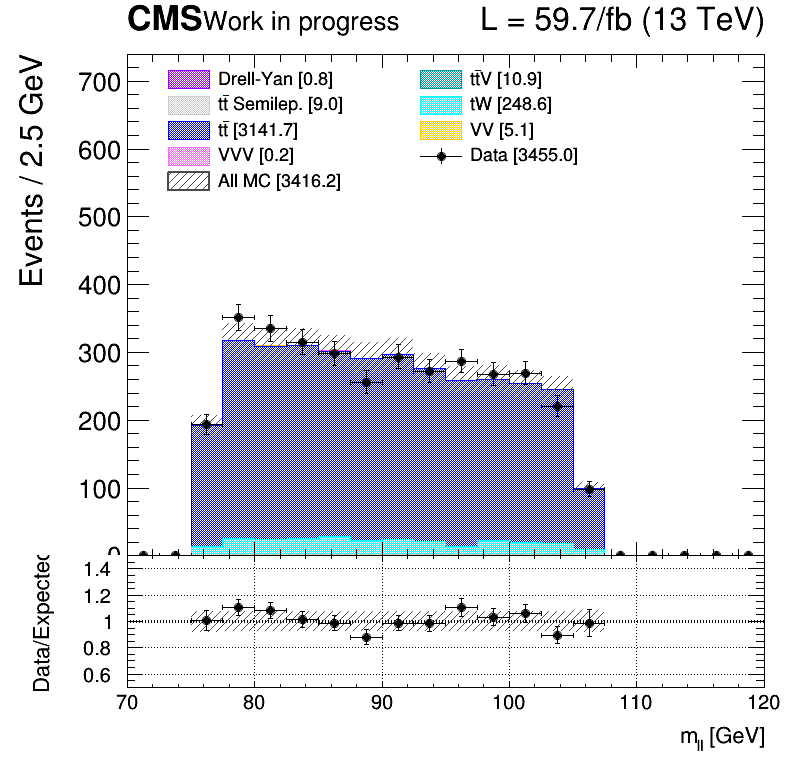 CMS Work in progress L = 59.7/fb (13 TeV)
Events / 2.5 GeV
700
600
500
400
300
200
100
0
Drell-Yan [0.8]
tt̄ Semilep. [9.0]
tt̄ [3141.7]
VVV [0.2]
All MC [3416.2]
tt̄V [10.9]
tW [248.6]
VV [5.1]
Data [3455.0]
Data/Expected
1.4
1.2
1
0.8
0.6
70 80 90 100 110 120
m_ll [GeV]